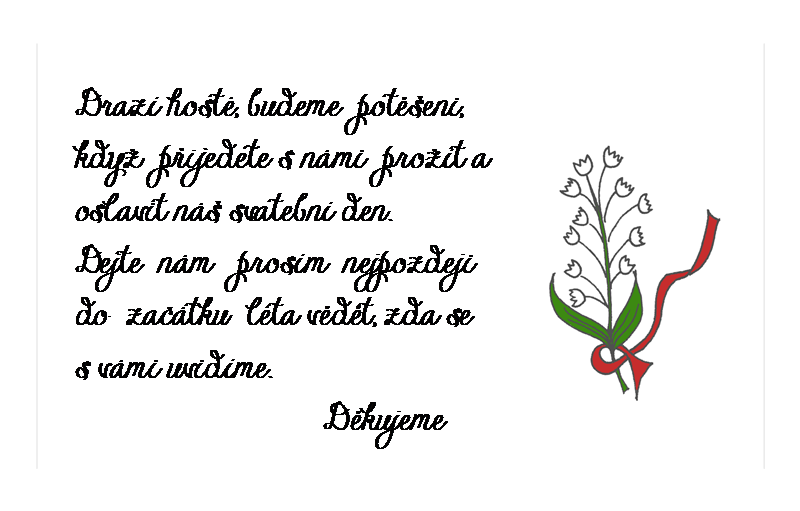 Drazí hosté, budeme potěšeni,
když přijedete s námi prožít a
oslavit náš svatební den.
Dejte nám prosím nejpozději
do začátku léta vědět, zda se
s vámi uvidíme.
Děkujeme